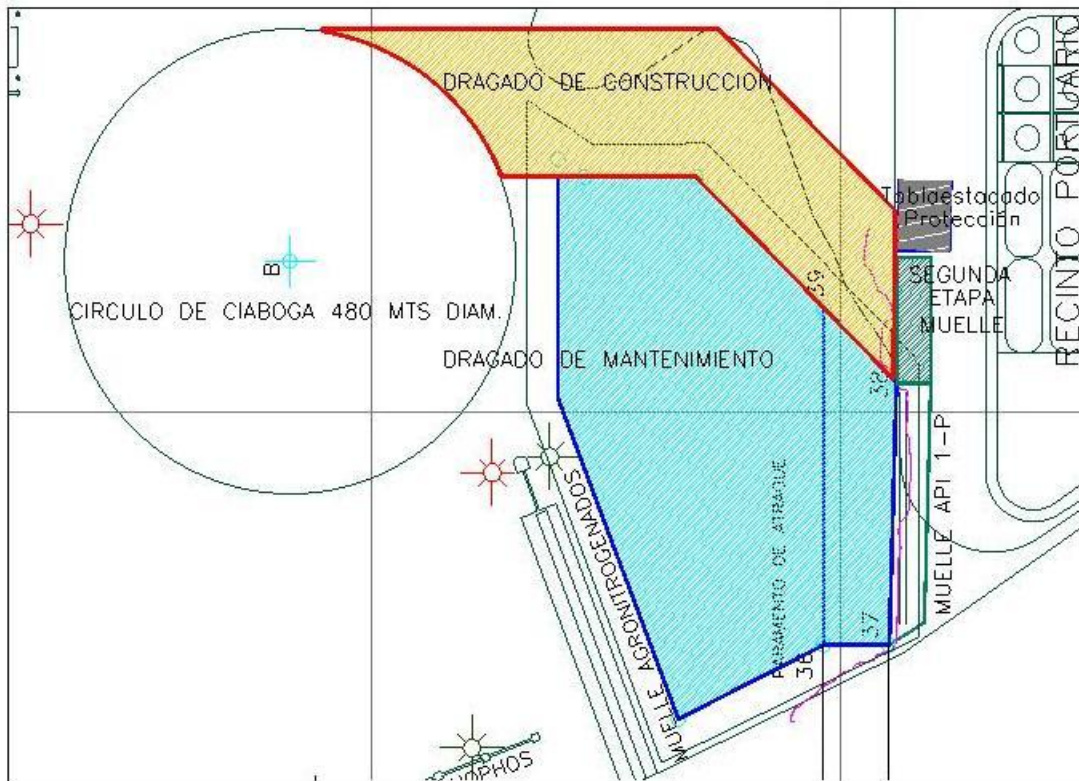 DRAGADO DE CONSTRUCCION
RECINTO PORTUARIO
Tablaestacado
Protección
B
SEGUNDA
ETAPA
MUELLE
39
CIRCULO DE CIABOGA 480 MTS DIAM.
DRAGADO DE MANTENIMIENTO
38
MUELLE API 1-P
PARAMENTO DE ATRAQUE
MUELLE AGRONITROGENADOS
37
36